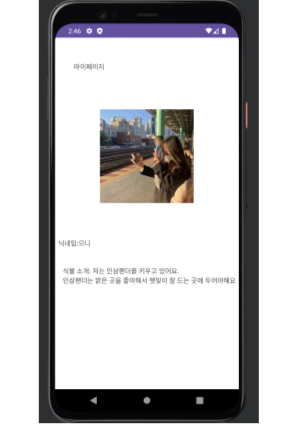 2:46
마이페이지
닉네임:으니
식물 소개: 저는 인삼팬더를 키우고 있어요.
인삼팬더는 밝은 곳을 좋아해서 햇빛이 잘 드는 곳에 두어야해요